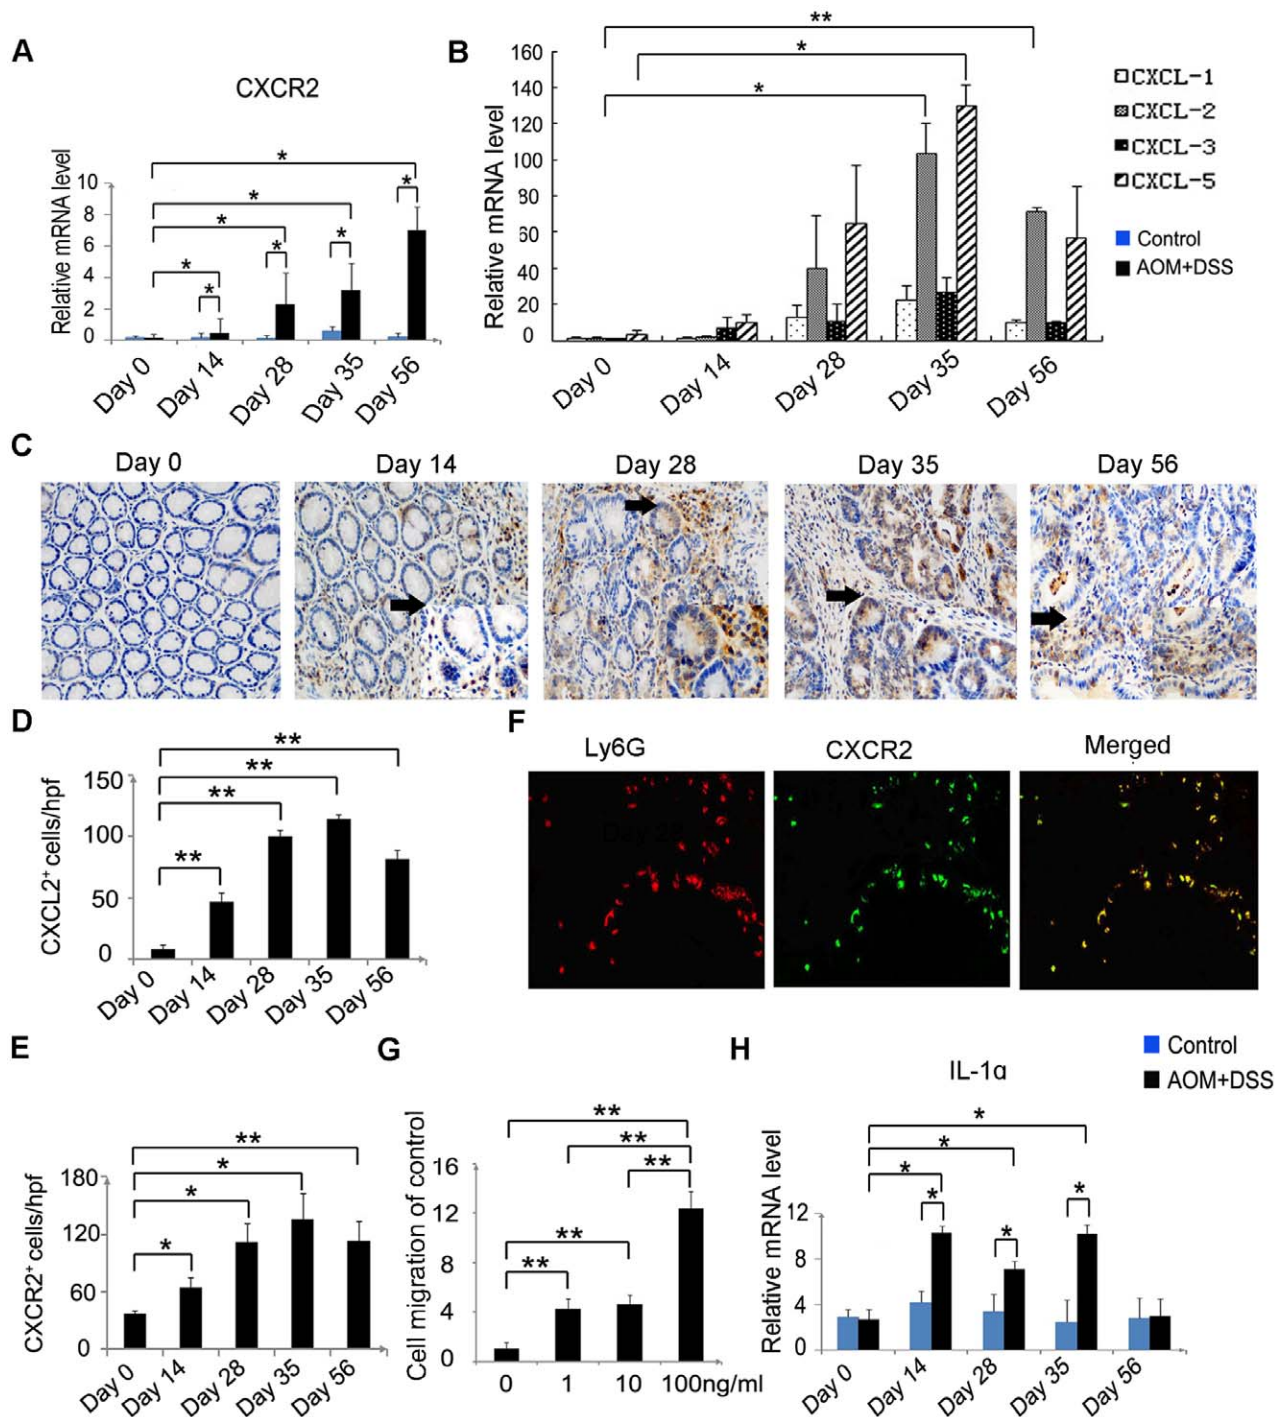 A
CXCR2
Relative mRNA level
10
8
6
4
2
0
*
*
*
*
*
*
*
*
Day 0
Day 14
Day 28
Day 35
Day 56
B
**
*
*
Relative mRNA level
160
140
120
100
80
60
40
20
0
Day 0
Day 14
Day 28
Day 35
Day 56
CXCL-1
CXCL-2
CXCL-3
CXCL-5
Control
AOM+DSS
C
Day 0
Day 14
Day 28
Day 35
Day 56
D
CXCL2⁺ cells/hpf
150
100
50
0
**
**
**
**
Day 0
Day 14
Day 28
Day 35
Day 56
F
Ly6G
CXCR2
Merged
E
CXCR2⁺ cells/hpf
180
120
60
0
**
*
*
*
Day 0
Day 14
Day 28
Day 35
Day 56
G
Cell migration of control
16
12
8
4
0
**
**
**
**
**
0
1
10
100ng/ml
H
Control
AOM+DSS
IL-1α
Relative mRNA level
12
8
4
0
*
*
*
*
*
*
Day 0
Day 14
Day 28
Day 35
Day 56